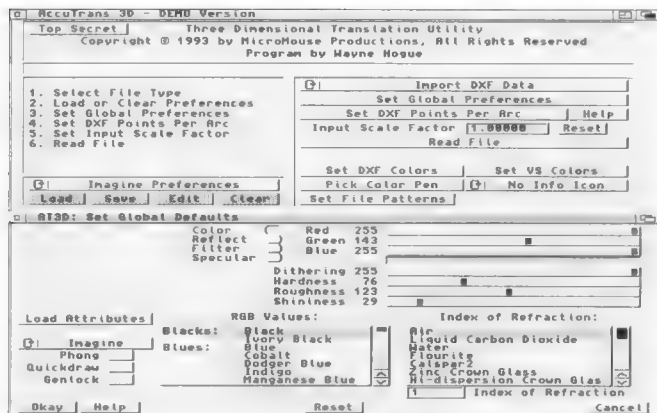 AccuTrans 3D - DEMO Version
Top Secret
Three Dimensional Translation Utility
Copyright © 1993 by MicroMouse Productions, All Rights Reserved
Program by Wayne Hogue
1. Select File Type
2. Load or Clear Preferences
3. Set Global Preferences
4. Set DXF Points Per Arc
5. Set Input Scale Factor
6. Read File
Imagine Preferences
Load Save Edit Clear
Import DXF Data
Set Global Preferences
Set DXF Points Per Arc Help
Input Scale Factor 1.00000 Reset
Read File
Set DXF Colors Set VS Colors
Pick Color Pen No Info Icon
Set File Patterns
AT3D: Set Global Defaults
Color Red 255
Reflect Green 143
Filter Blue 255
Specular
Dithering 255
Hardness 76
Roughness 123
Shininess 29
Load Attributes
Imagine
Phong
Quickdraw
Genlock
RGB Values:
Blacks: Black
Ivory Black
Blues: Blue
Cobalt
Dodger Blue
Indigo
Manganese Blue
Index of Refraction:
Air
Liquid Carbon Dioxide
Water
Flourite
Calspar2
Zinc Crown Glass
Hi-dispersion Crown Glas
1 Index of Refraction
Okay Help Reset Cancel